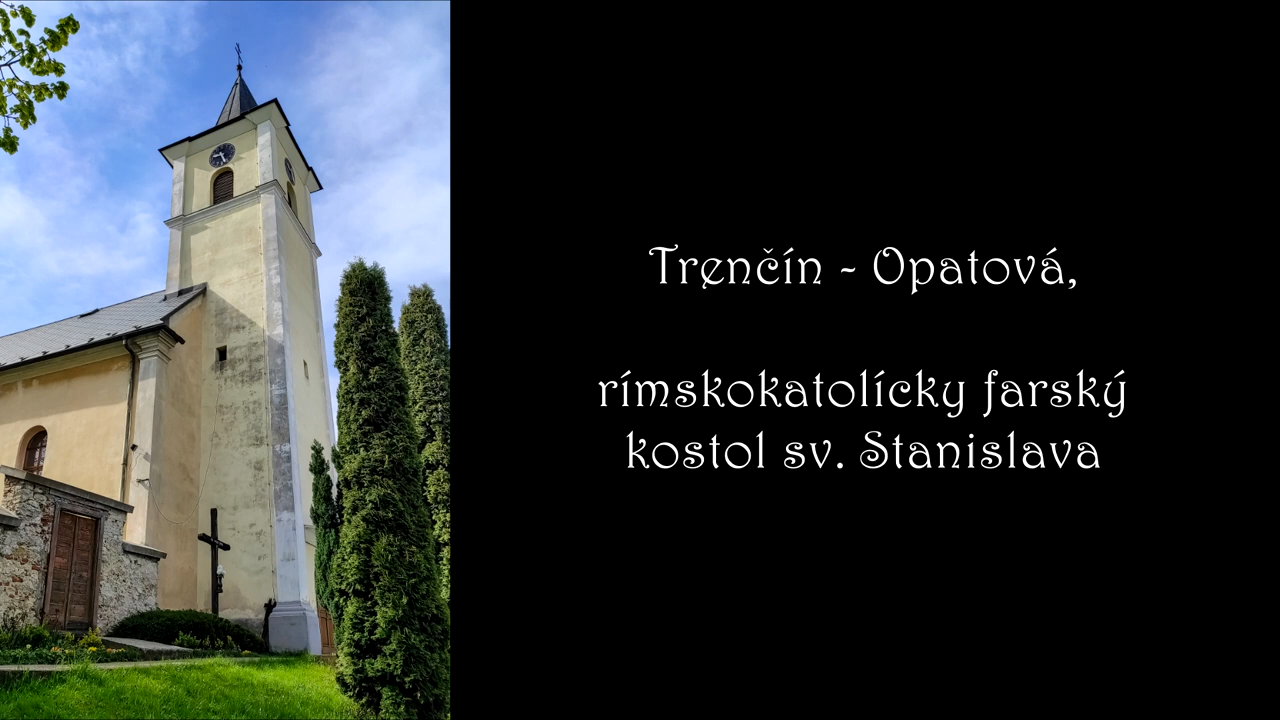 Trenčín - Opatová,
rímskokatolícky farský
kostol sv. Stanislava